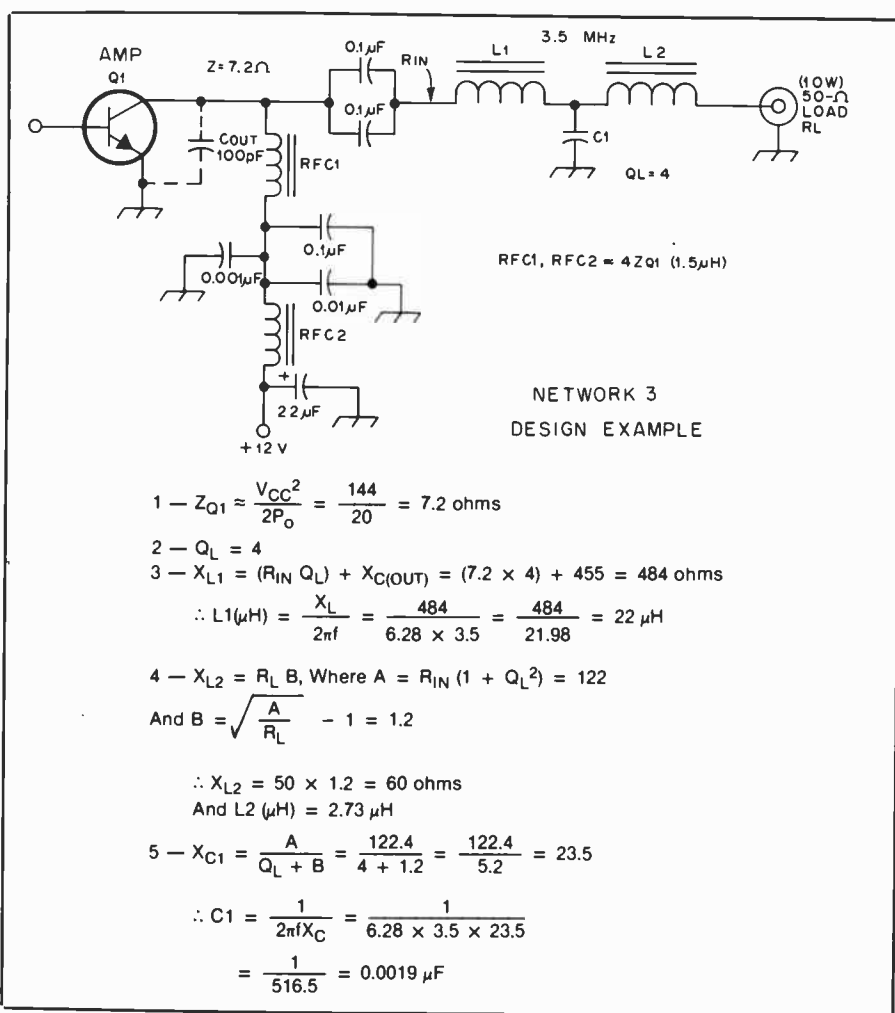 3.5 MHz
AMP
Q1
Z=7.2Ω
0.1µF
0.1µF
RIN
L1
L2
(10W)
50-Ω
LOAD
RL
COUT
100pF
RFC1
C1
QL=4
0.1µF
0.001µF
0.01µF
RFC1, RFC2 ≈ 4ZQ1 (1.5µH)
RFC2
+
22µF
+12 V
NETWORK 3
DESIGN EXAMPLE
1 — ZQ1 ≈ VCC²/2Po = 144/20 = 7.2 ohms
2 — QL = 4
3 — XL1 = (RIN QL) + XC(OUT) = (7.2 × 4) + 455 = 484 ohms
∴ L1(µH) = XL/2πf = 484/6.28 × 3.5 = 484/21.98 = 22 µH
4 — XL2 = RL B, Where A = RIN (1 + QL²) = 122
And B = √A/RL - 1 = 1.2
∴ XL2 = 50 × 1.2 = 60 ohms
And L2 (µH) = 2.73 µH
5 — XC1 = A/QL + B = 122.4/4 + 1.2 = 122.4/5.2 = 23.5
∴ C1 = 1/2πfXC = 1/6.28 × 3.5 × 23.5
= 1/516.5 = 0.0019 µF